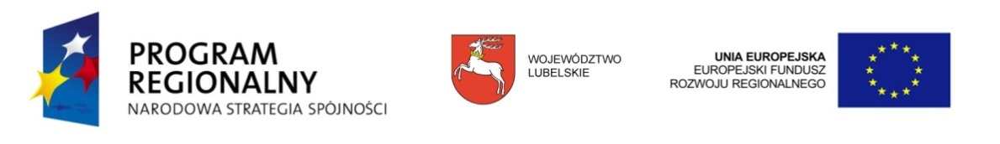 PROGRAM
REGIONALNY
NARODOWA STRATEGIA SPÓJNOŚCI
WOJEWÓDZTWO
LUBELSKIE
UNIA EUROPEJSKA
EUROPEJSKI FUNDUSZ
ROZWOJU REGIONALNEGO